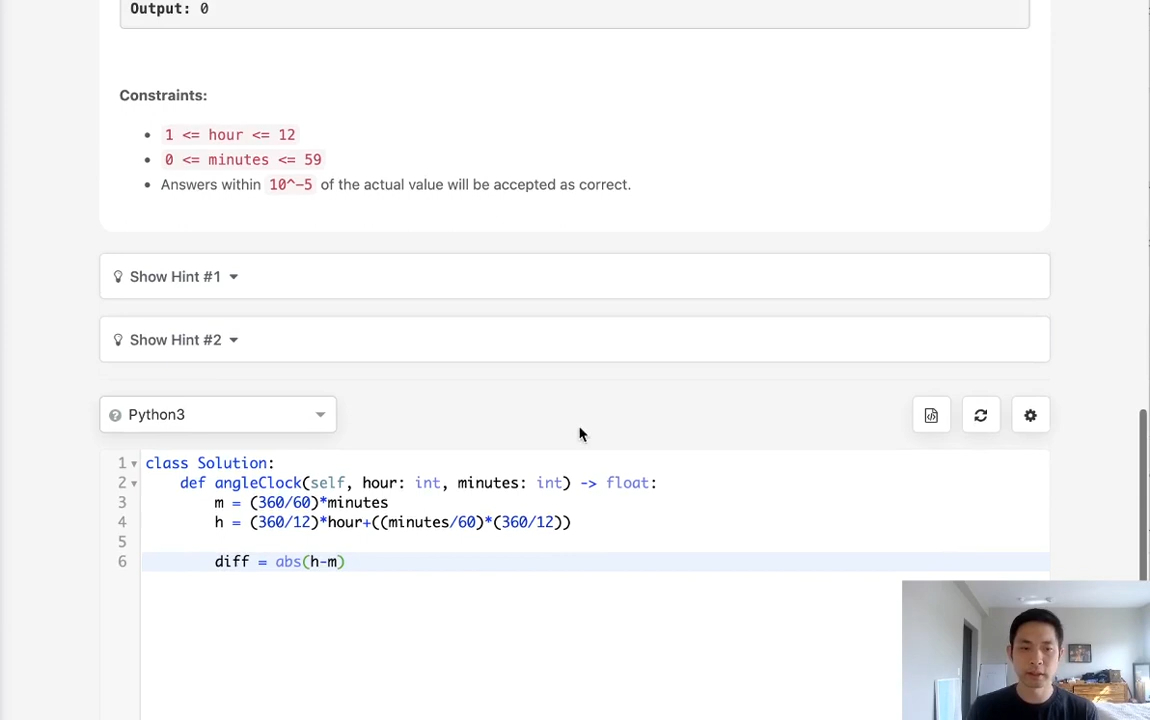 Output: 0
Constraints:
1 <= hour <= 12
0 <= minutes <= 59
Answers within 10^-5 of the actual value will be accepted as correct.
Show Hint #1
Show Hint #2
Python3
1 class Solution:
2 def angleClock(self, hour: int, minutes: int) -> float:
3 m = (360/60)*minutes
4 h = (360/12)*hour+((minutes/60)*(360/12))
5
6 diff = abs(h-m)